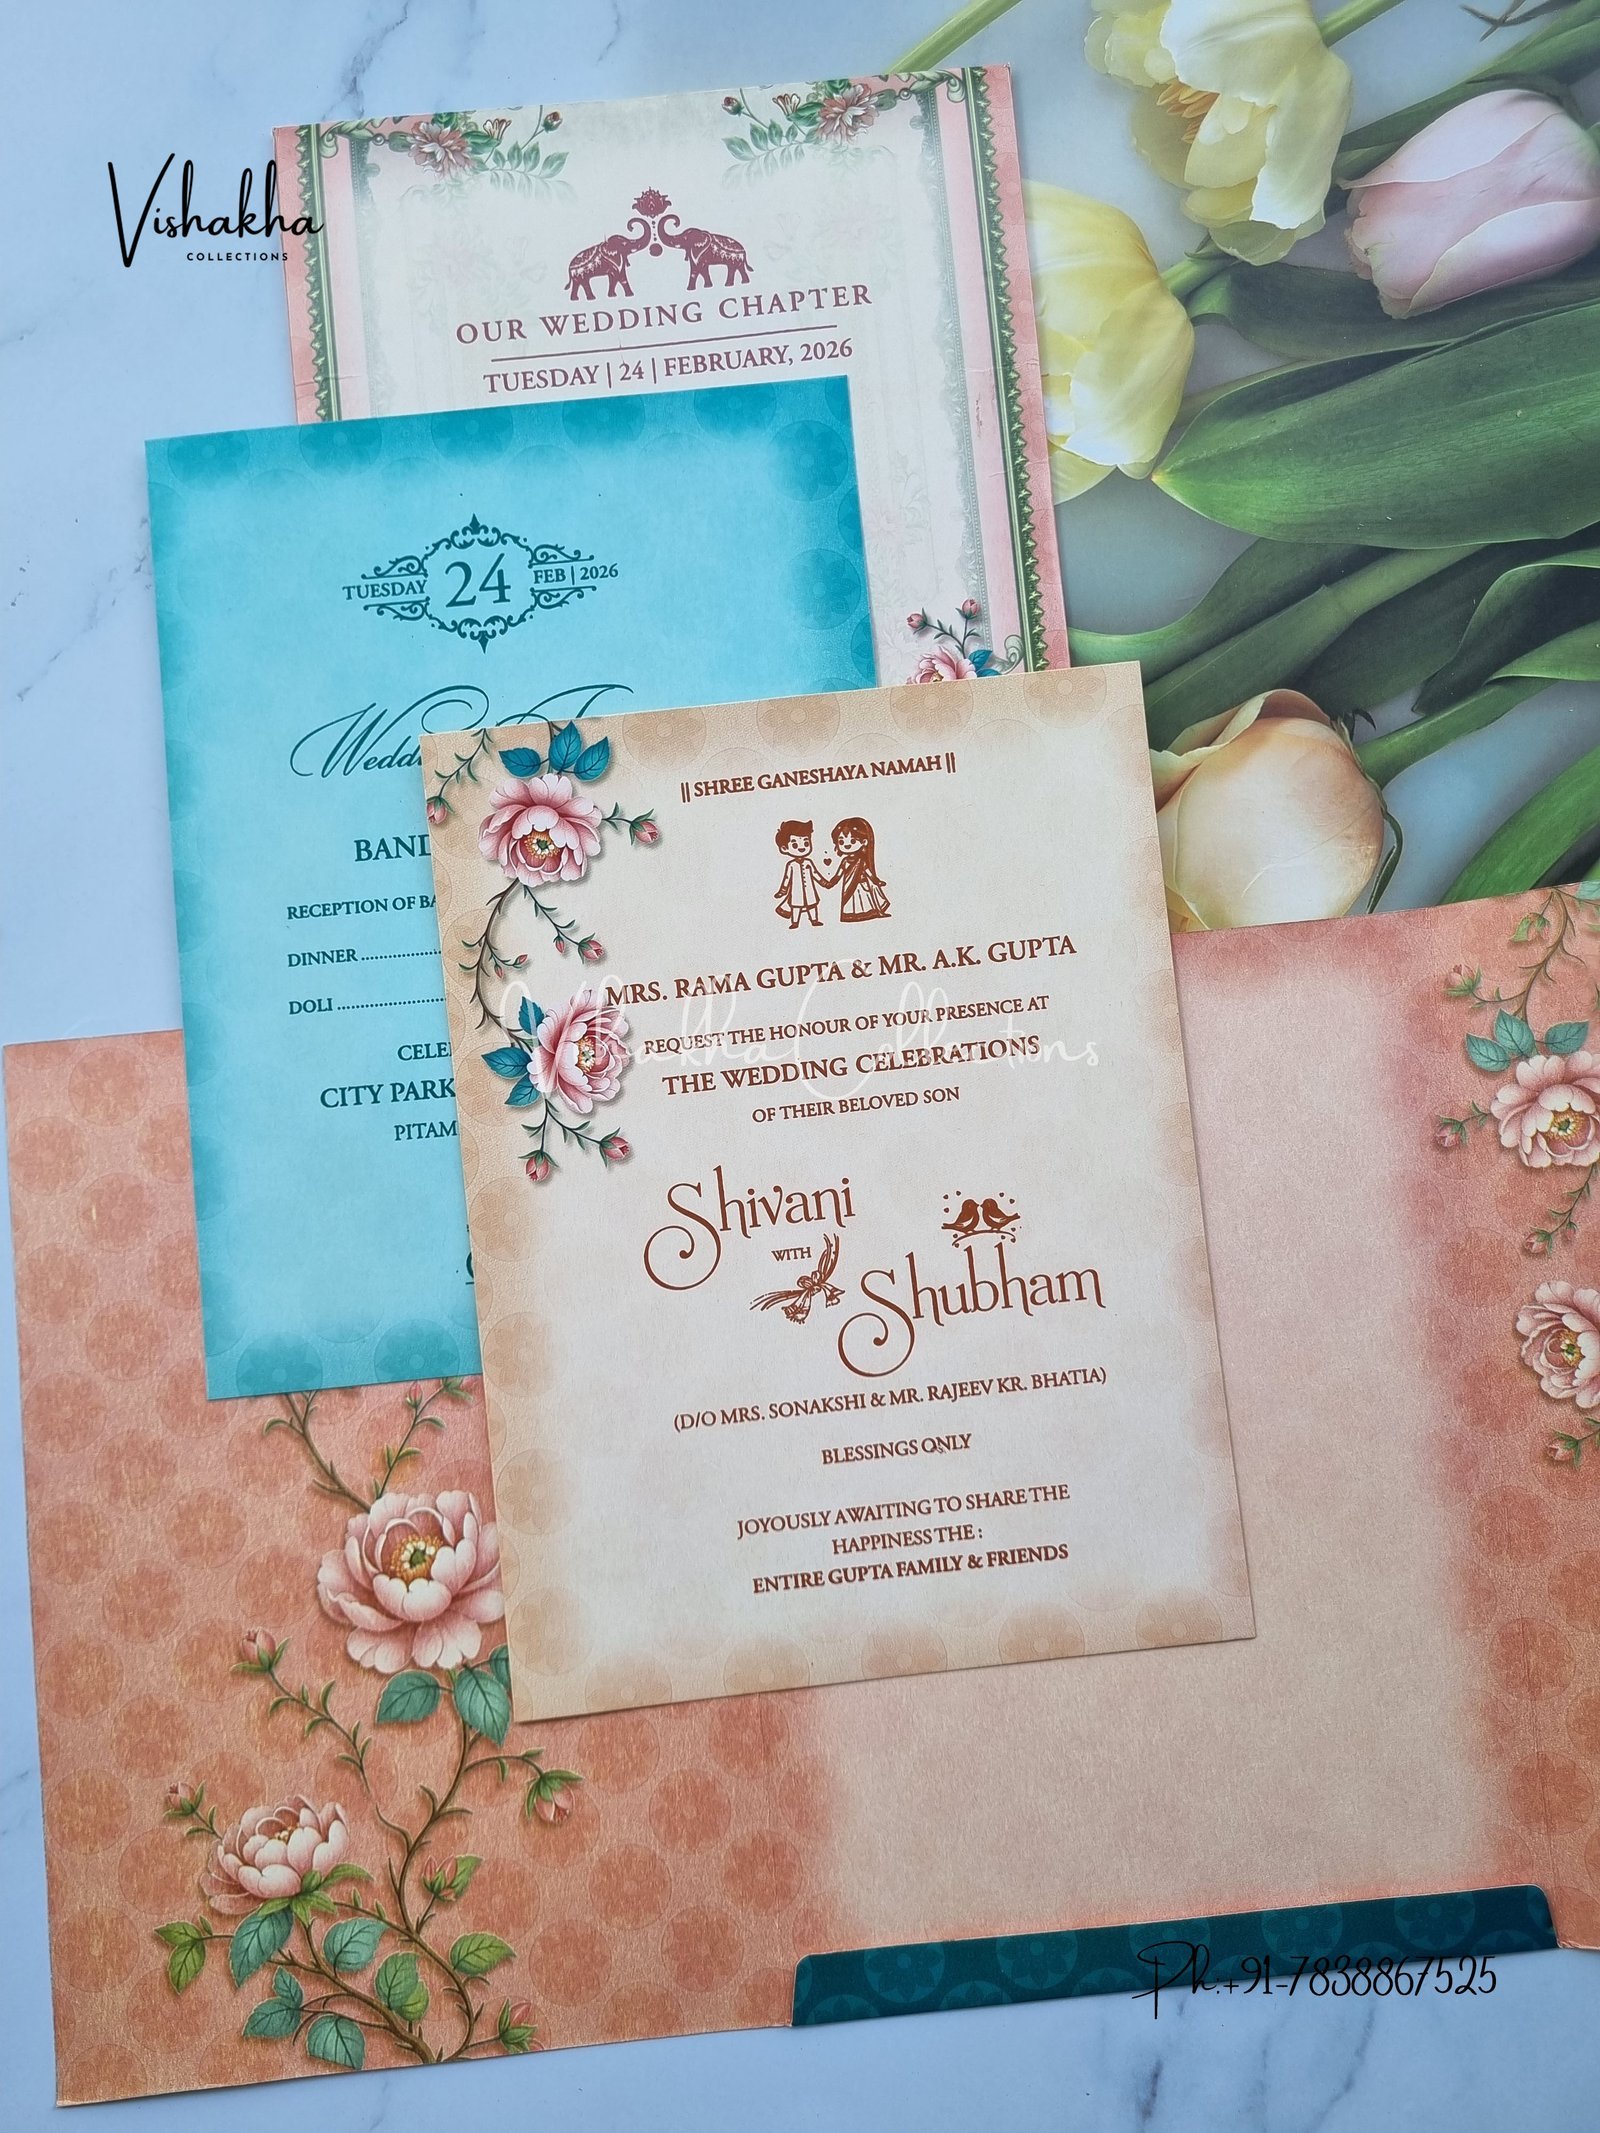 Vishakha
COLLECTIONS
OUR WEDDING CHAPTER
TUESDAY | 24 | FEBRUARY, 2026
TUESDAY 24 FEB | 2026
Wedd
BAND
RECEPTION OF BA
DINNER ....................
DOLI ........................
CELE
CITY PARK
PITAM
|| SHREE GANESHAYA NAMAH ||
MRS. RAMA GUPTA & MR. A.K. GUPTA
REQUEST THE HONOUR OF YOUR PRESENCE AT
Vishakha Collections
THE WEDDING CELEBRATIONS
OF THEIR BELOVED SON
Shivani
WITH
Shubham
(D/O MRS. SONAKSHI & MR. RAJEEV KR. BHATIA)
BLESSINGS ONLY
JOYOUSLY AWAITING TO SHARE THE
HAPPINESS THE :
ENTIRE GUPTA FAMILY & FRIENDS
Ph:+91-7838867525